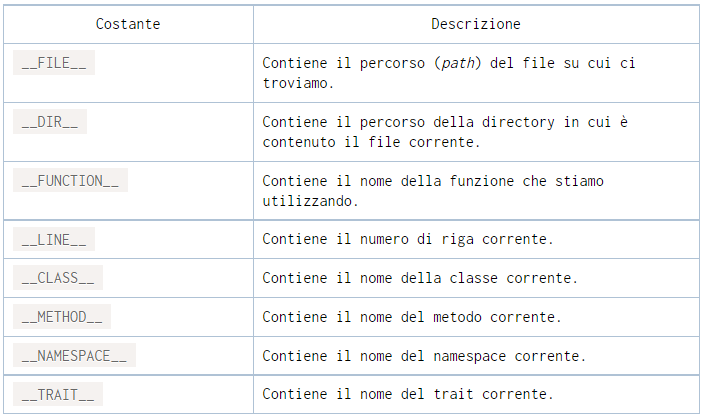 Costante Descrizione
__FILE__ Contiene il percorso (path) del file su cui ci
troviamo.
__DIR__ Contiene il percorso della directory in cui è
contenuto il file corrente.
__FUNCTION__ Contiene il nome della funzione che stiamo
utilizzando.
__LINE__ Contiene il numero di riga corrente.
__CLASS__ Contiene il nome della classe corrente.
__METHOD__ Contiene il nome del metodo corrente.
__NAMESPACE__ Contiene il nome del namespace corrente.
__TRAIT__ Contiene il nome del trait corrente.